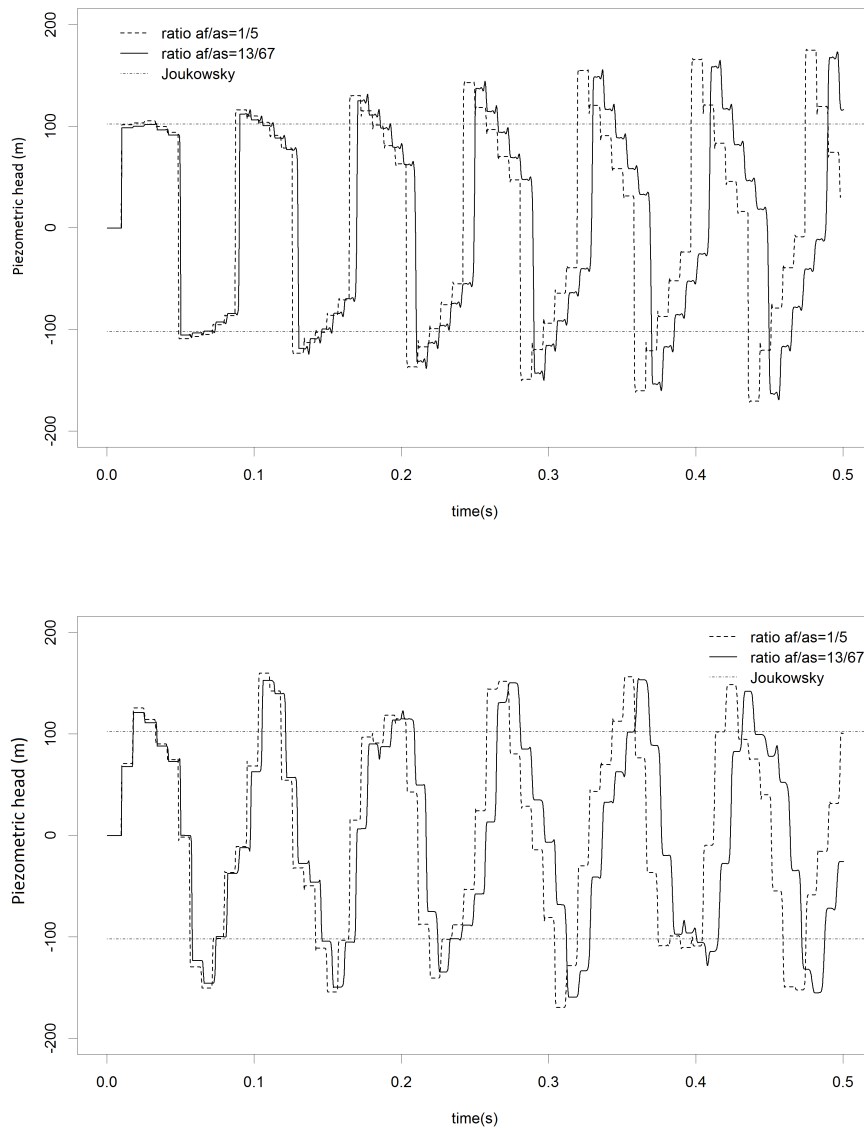 200
100
0
-100
-200
Piezometric head (m)
ratio af/as=1/5
ratio af/as=13/67
Joukowsky
0.0 0.1 0.2 0.3 0.4 0.5
time(s)
200
100
0
-100
-200
Piezometric head (m)
ratio af/as=1/5
ratio af/as=13/67
Joukowsky
0.0 0.1 0.2 0.3 0.4 0.5
time(s)